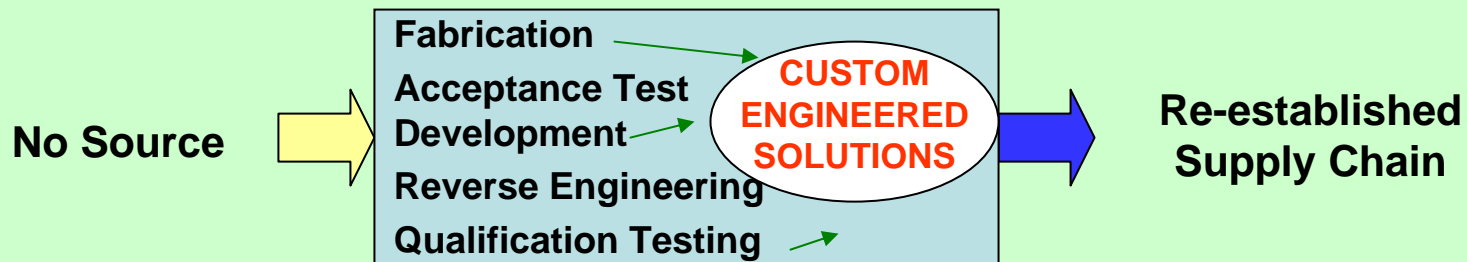 No Source
Fabrication
Acceptance Test
Development
Reverse Engineering
Qualification Testing
CUSTOM
ENGINEERED
SOLUTIONS
Re-established
Supply Chain